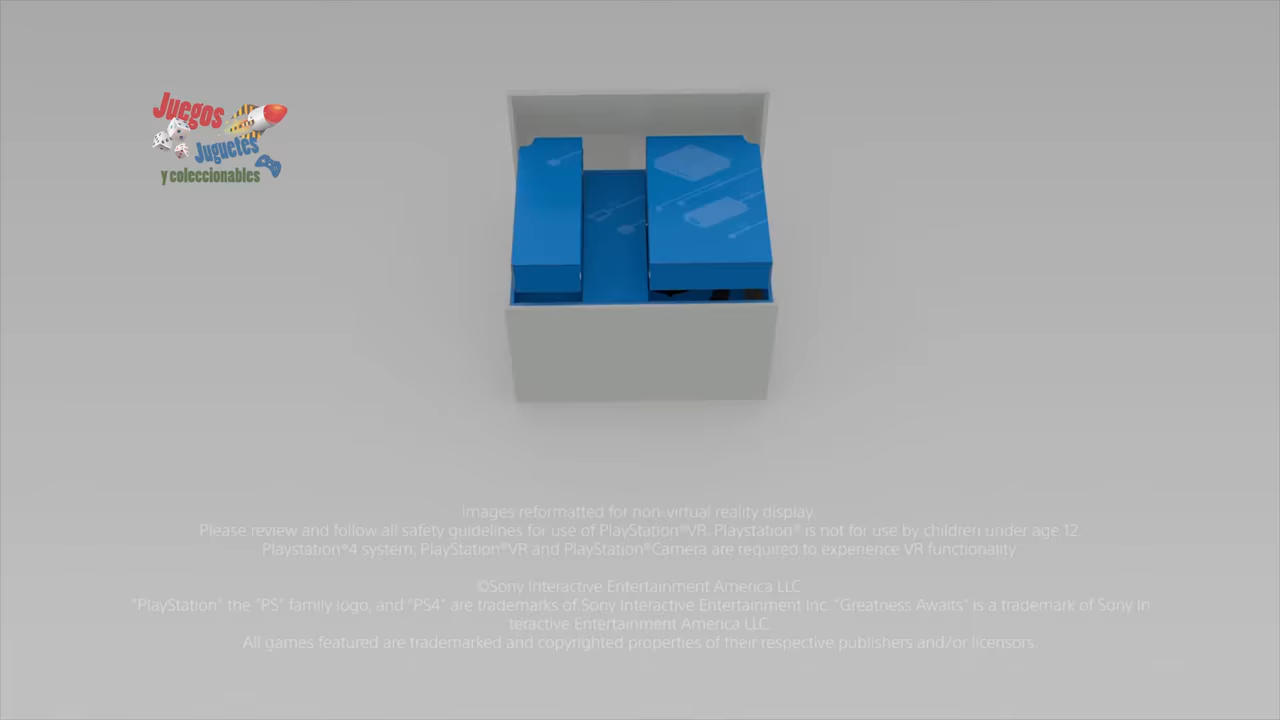 Juegos
Juguetes
y coleccionables
Images reformatted for non-virtual reality display.
Please review and follow all safety guidelines for use of PlayStation®VR. Playstation® is not for use by children under age 12.
Playstation®4 system, PlayStation®VR and PlayStation®Camera are required to experience VR functionality
©Sony Interactive Entertainment America LLC
"PlayStation" the "PS" family logo, and "PS4" are trademarks of Sony Interactive Entertainment Inc. "Greatness Awaits" is a trademark of Sony In
teractive Entertainment America LLC.
All games featured are trademarked and copyrighted properties of their respective publishers and/or licensors.